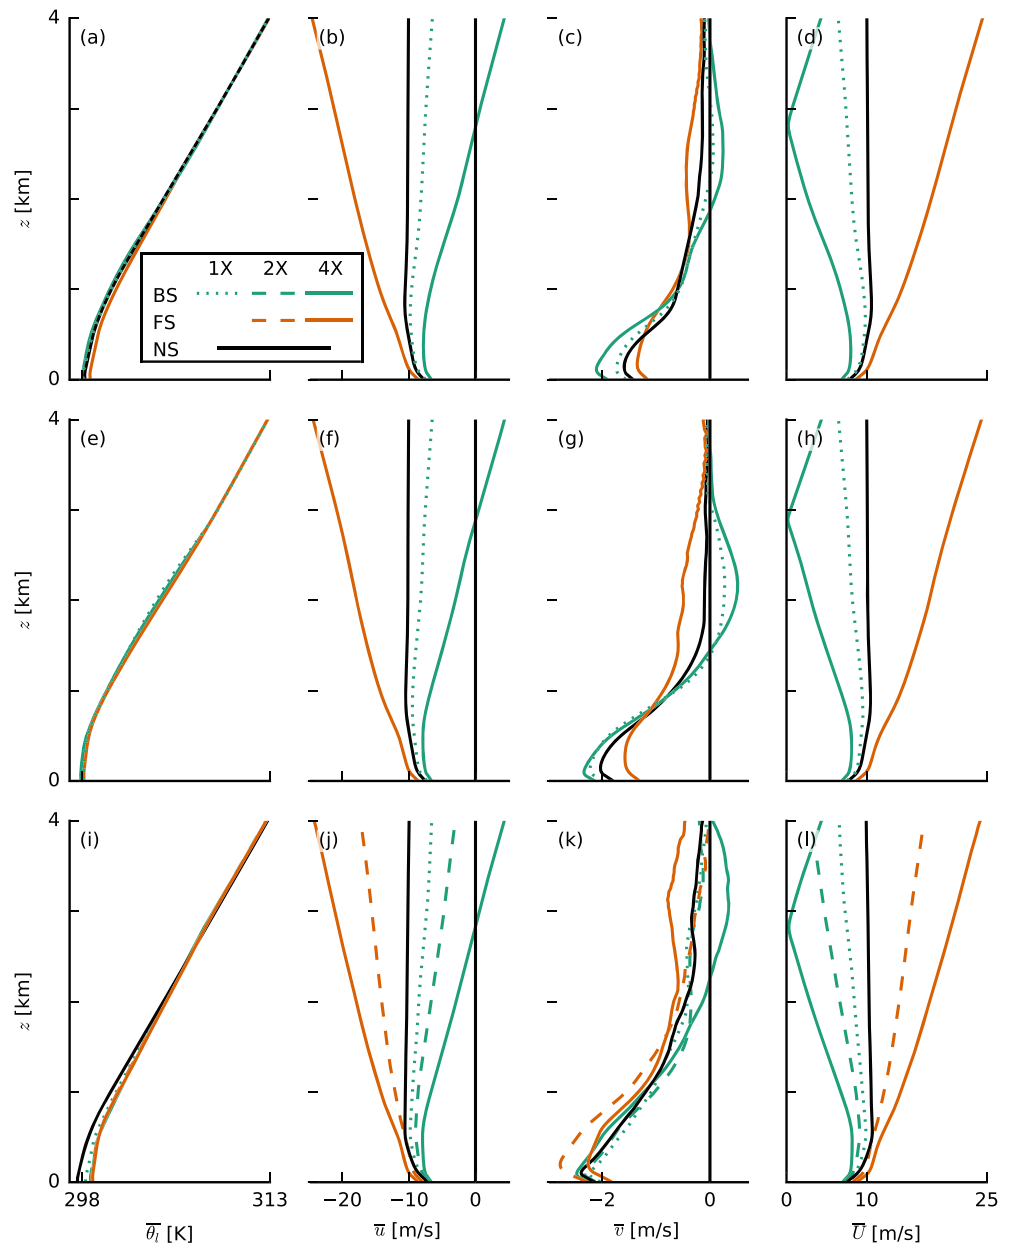 4 (a) (b) (c) (d)
z [km]
1X 2X 4X
BS
FS
NS
0
4 (e) (f) (g) (h)
z [km]
0
4 (i) (j) (k) (l)
z [km]
0
298 313 −20 −10 0 −2 0 0 10 25
θl [K] u [m/s] v [m/s] U [m/s]